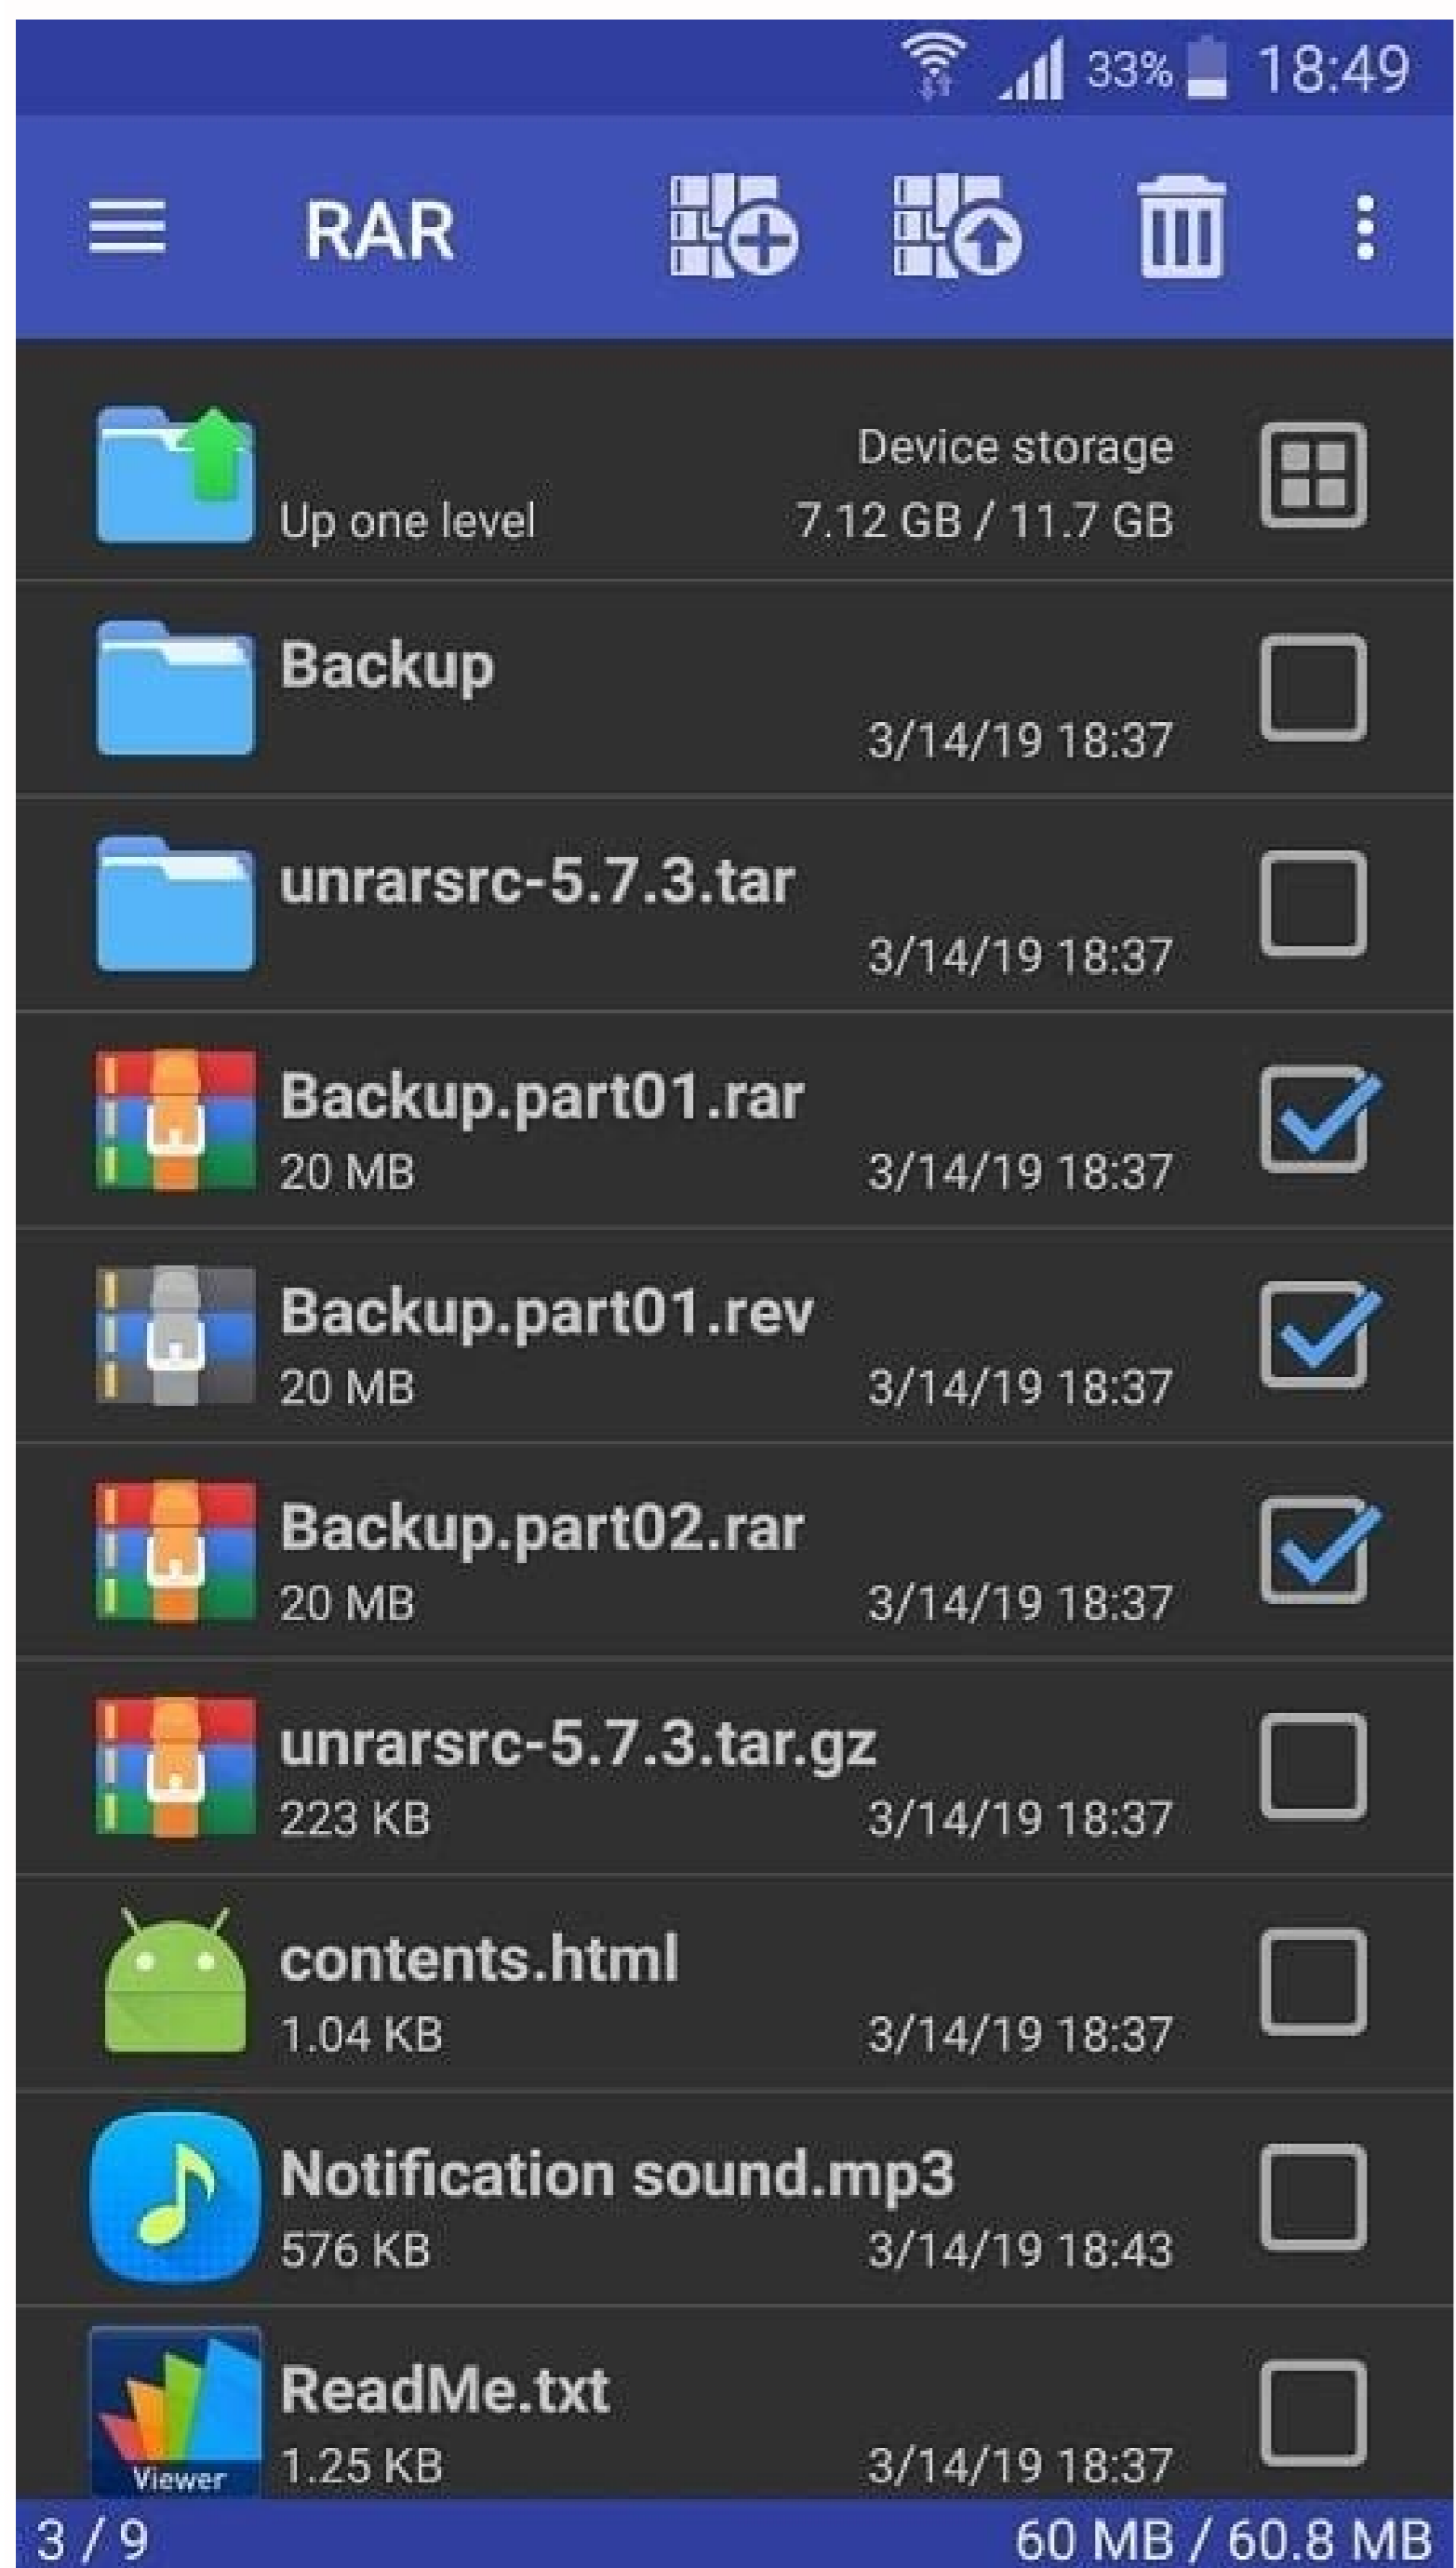 33% 18:49
RAR
Device storage
Up one level 7.12 GB / 11.7 GB
Backup
3/14/19 18:37
unrarsrc-5.7.3.tar
3/14/19 18:37
Backup.part01.rar
20 MB 3/14/19 18:37
Backup.part01.rev
20 MB 3/14/19 18:37
Backup.part02.rar
20 MB 3/14/19 18:37
unrarsrc-5.7.3.tar.gz
223 KB 3/14/19 18:37
contents.html
1.04 KB 3/14/19 18:37
Notification sound.mp3
576 KB 3/14/19 18:43
ReadMe.txt
Viewer 1.25 KB 3/14/19 18:37
3 / 9 60 MB / 60.8 MB